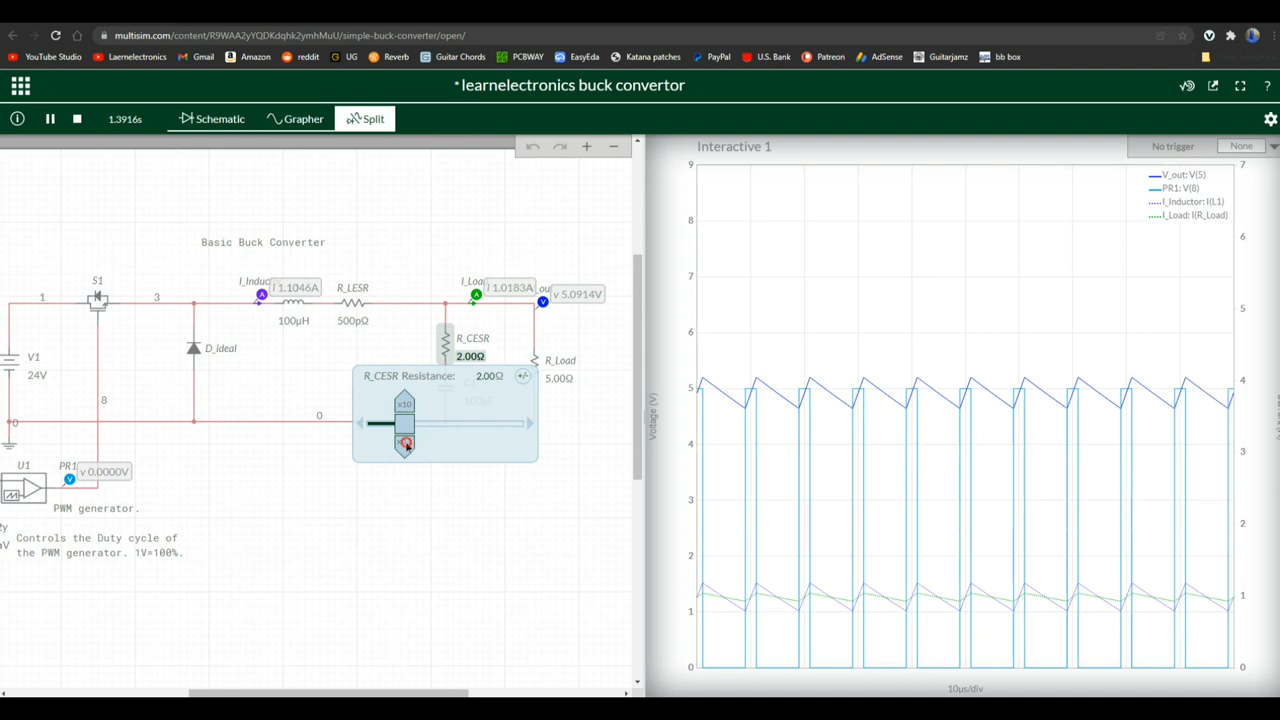 multisim.com/content/R9WAA2yYQDKdqhk2ymhMuU/simple-buck-converter/open/
YouTube Studio Laernelectronics Gmail Amazon reddit UG Reverb Guitar Chords PCBWAY EasyEda Katana patches PayPal U.S. Bank Patreon AdSense Guitarjamz bb box
*learnelectronics buck convertor
1.3916s Schematic Grapher Split
Interactive 1 No trigger None
9 7
V_out: V(5)
PR1: V(8)
I_Inductor: I(L1)
I_Load: I(R_Load)
8
6
7
5
6
5 4
4
3
3
2
2
1 1
0 0
Voltage (V)
10µs/div
Basic Buck Converter
S1 I_Induc i 1.1046A R_LESR I_Loa i 1.0183A
1 3 v 5.0914V
100µH 500pΩ
R_CESR
V1 D_ideal 2.00Ω R_Load
24V R_CESR Resistance: 2.00Ω +/- 5.00Ω
8 x10
0 0
U1 PR1 v 0.0000V
PWM generator.
Controls the Duty cycle of
the PWM generator. 1V=100%.